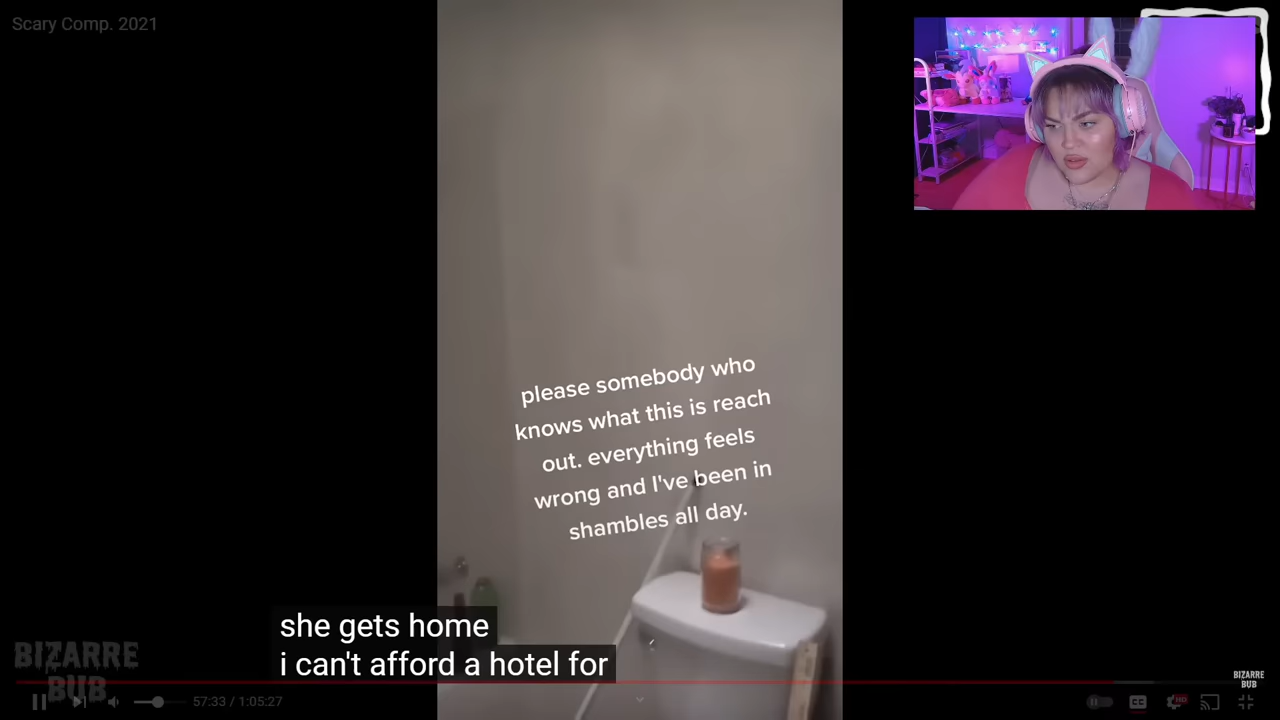 Scary Comp. 2021
please somebody who
knows what this is reach
out. everything feels
wrong and I've been in
shambles all day.
she gets home
i can't afford a hotel for
BIZARRE
BUB
57:33 / 1:05:27
CC
HD
BIZARRE
BUB